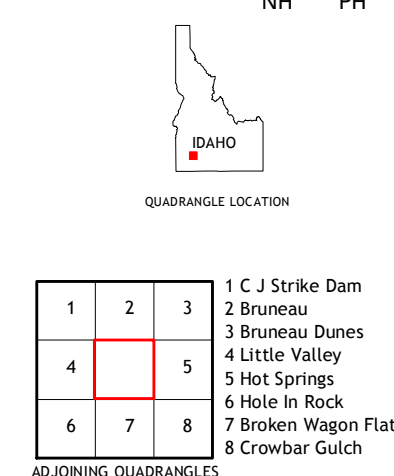 NH PH
IDAHO
QUADRANGLE LOCATION
1 2 3
4 5
6 7 8
1 C J Strike Dam
2 Bruneau
3 Bruneau Dunes
4 Little Valley
5 Hot Springs
6 Hole In Rock
7 Broken Wagon Flat
8 Crowbar Gulch
ADJOINING QUADRANGLES